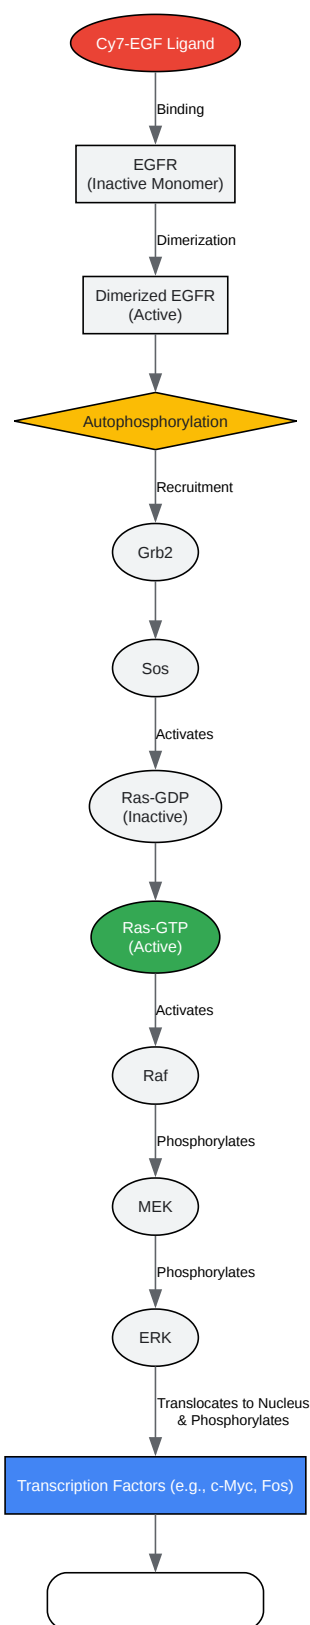 Cy7-EGF Ligand
Binding
EGFR
(Inactive Monomer)
Dimerization
Dimerized EGFR
(Active)
Autophosphorylation
Recruitment
Grb2
Sos
Activates
Ras-GDP
(Inactive)
Ras-GTP
(Active)
Activates
Raf
Phosphorylates
MEK
Phosphorylates
ERK
Translocates to Nucleus
& Phosphorylates
Transcription Factors (e.g., c-Myc, Fos)